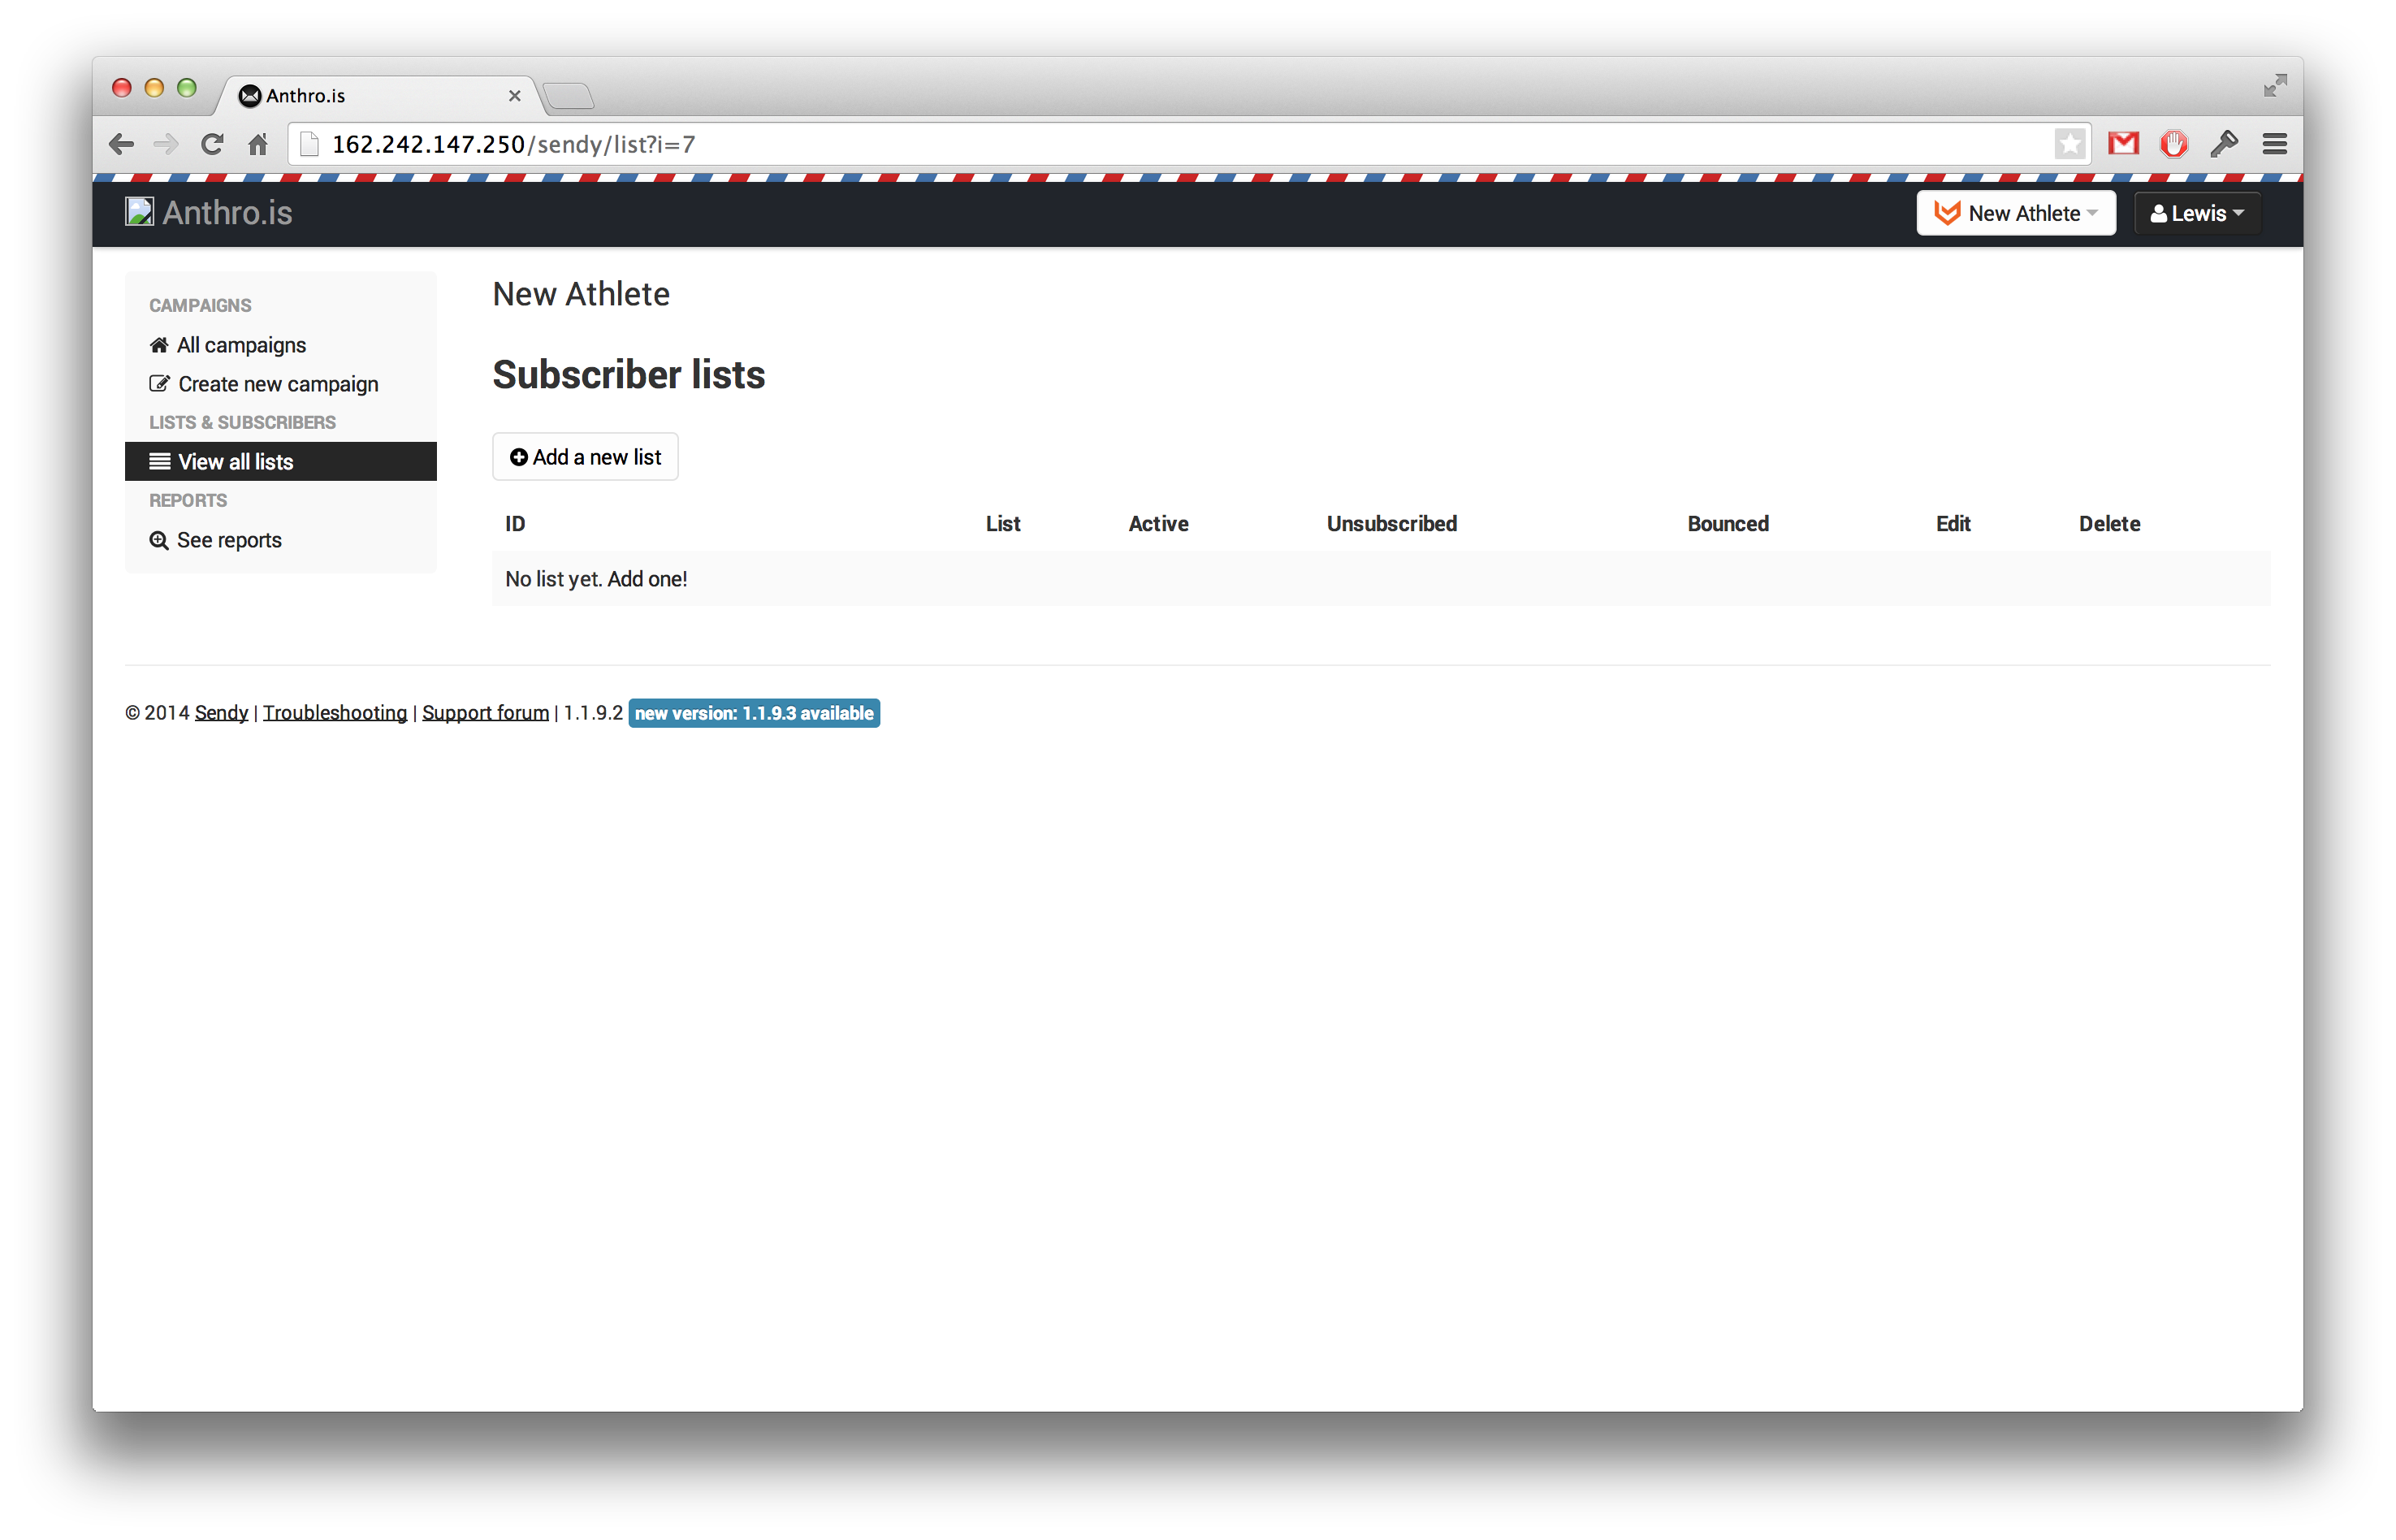 Anthro.is
162.242.147.250/sendy/list?i=7
Anthro.is
New Athlete
Lewis
CAMPAIGNS
All campaigns
Create new campaign
LISTS & SUBSCRIBERS
View all lists
REPORTS
See reports
New Athlete
Subscriber lists
Add a new list
ID List Active Unsubscribed Bounced Edit Delete
No list yet. Add one!
© 2014 Sendy | Troubleshooting | Support forum | 1.1.9.2 new version: 1.1.9.3 available